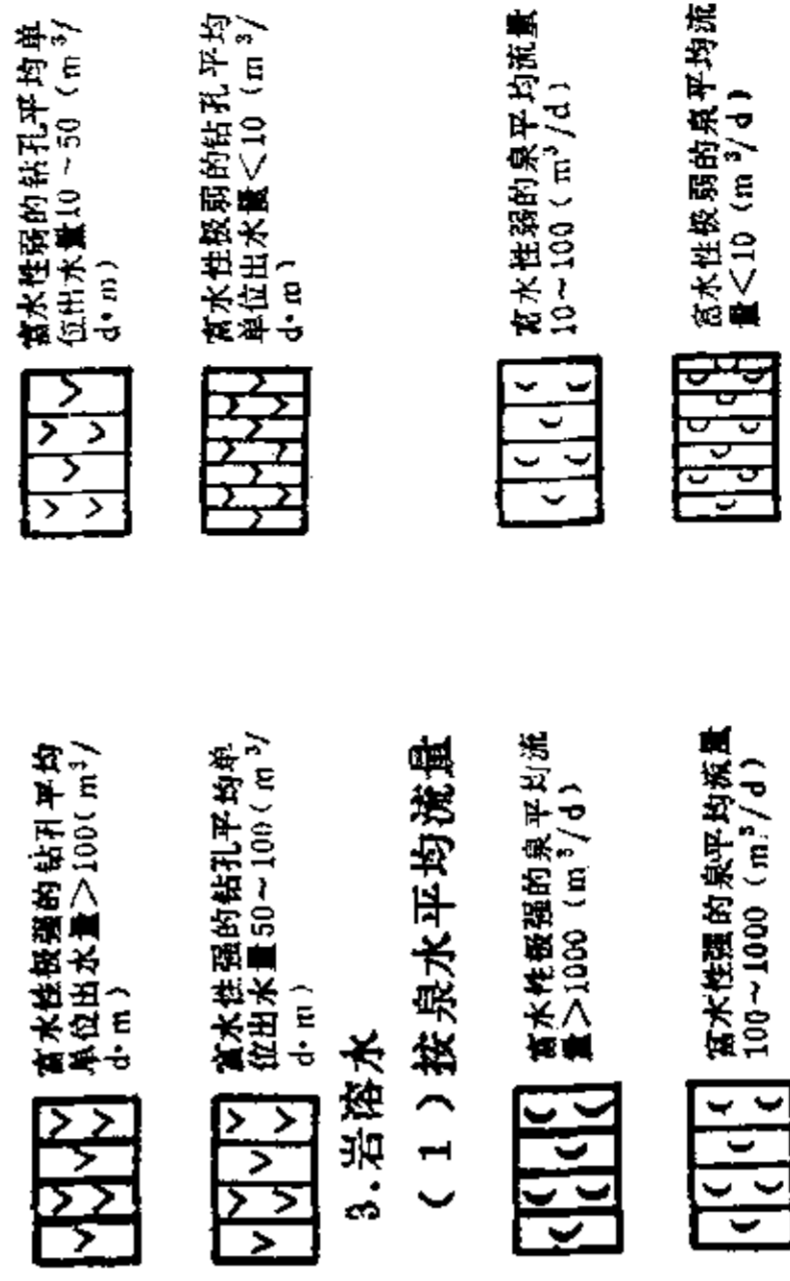 富水性极强的钻孔平均
单位出水量>100(m³/
d·m)
富水性弱的钻孔平均单
位出水量10~50(m³/
d·m)
富水性强的钻孔平均单
位出水量50~100(m³/
d·m)
富水性极弱的钻孔平均
单位出水量<10(m³/
d·m)
3.岩溶水
(1)按泉水平均流量
富水性极强的泉平均流
量>1000(m³/d)
富水性弱的泉平均流量
10~100(m³/d)
富水性强的泉平均流量
100~1000(m³/d)
富水性极弱的泉平均流
量<10(m³/d)